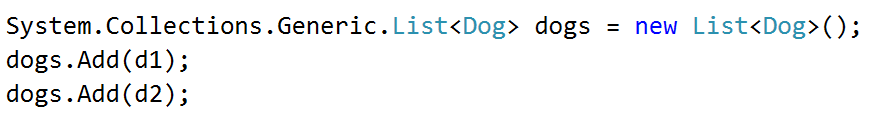 System.Collections.Generic.List<Dog> dogs = new List<Dog>();
dogs.Add(d1);
dogs.Add(d2);